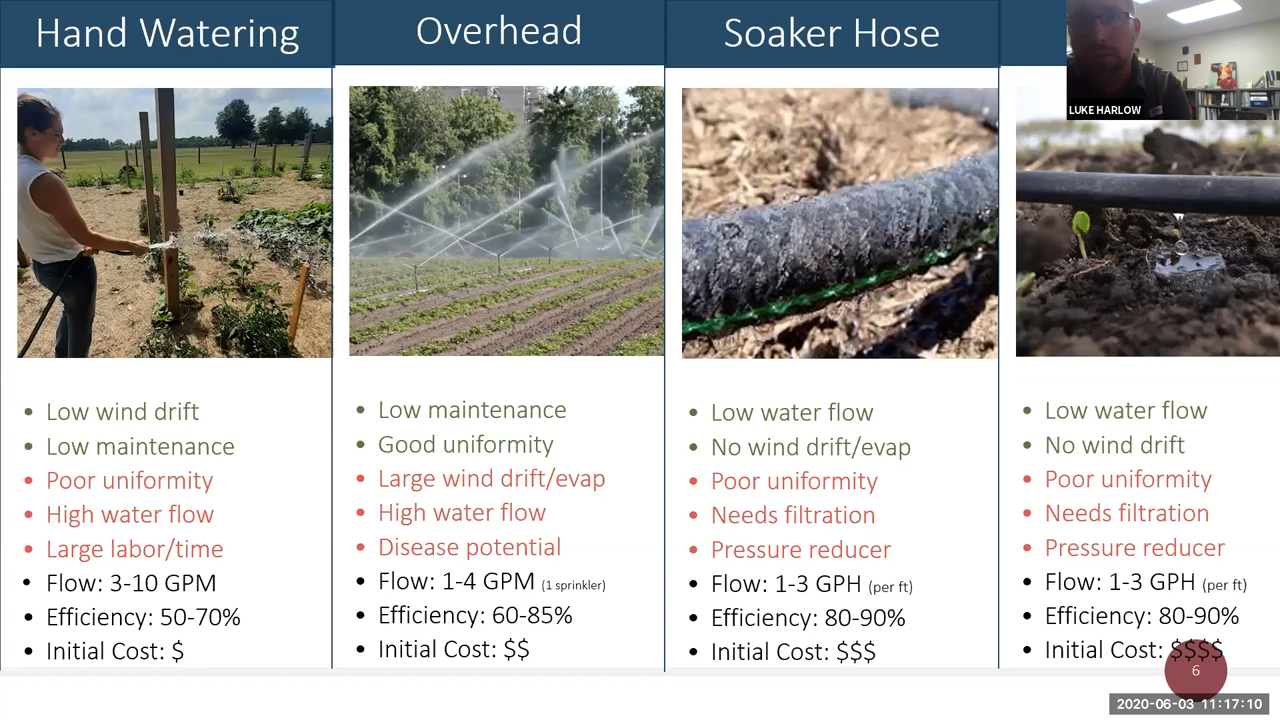 Hand Watering
Low wind drift
Low maintenance
Poor uniformity
High water flow
Large labor/time
Flow: 3-10 GPM
Efficiency: 50-70%
Initial Cost: $
Overhead
Low maintenance
Good uniformity
Large wind drift/evap
High water flow
Disease potential
Flow: 1-4 GPM (1 sprinkler)
Efficiency: 60-85%
Initial Cost: $$
Soaker Hose
Low water flow
No wind drift/evap
Poor uniformity
Needs filtration
Pressure reducer
Flow: 1-3 GPH (per ft)
Efficiency: 80-90%
Initial Cost: $$$
LUKE HARLOW
Low water flow
No wind drift
Poor uniformity
Needs filtration
Pressure reducer
Flow: 1-3 GPH (per ft)
Efficiency: 80-90%
Initial Cost: $$$$
6
2020-06-03 11:17:10